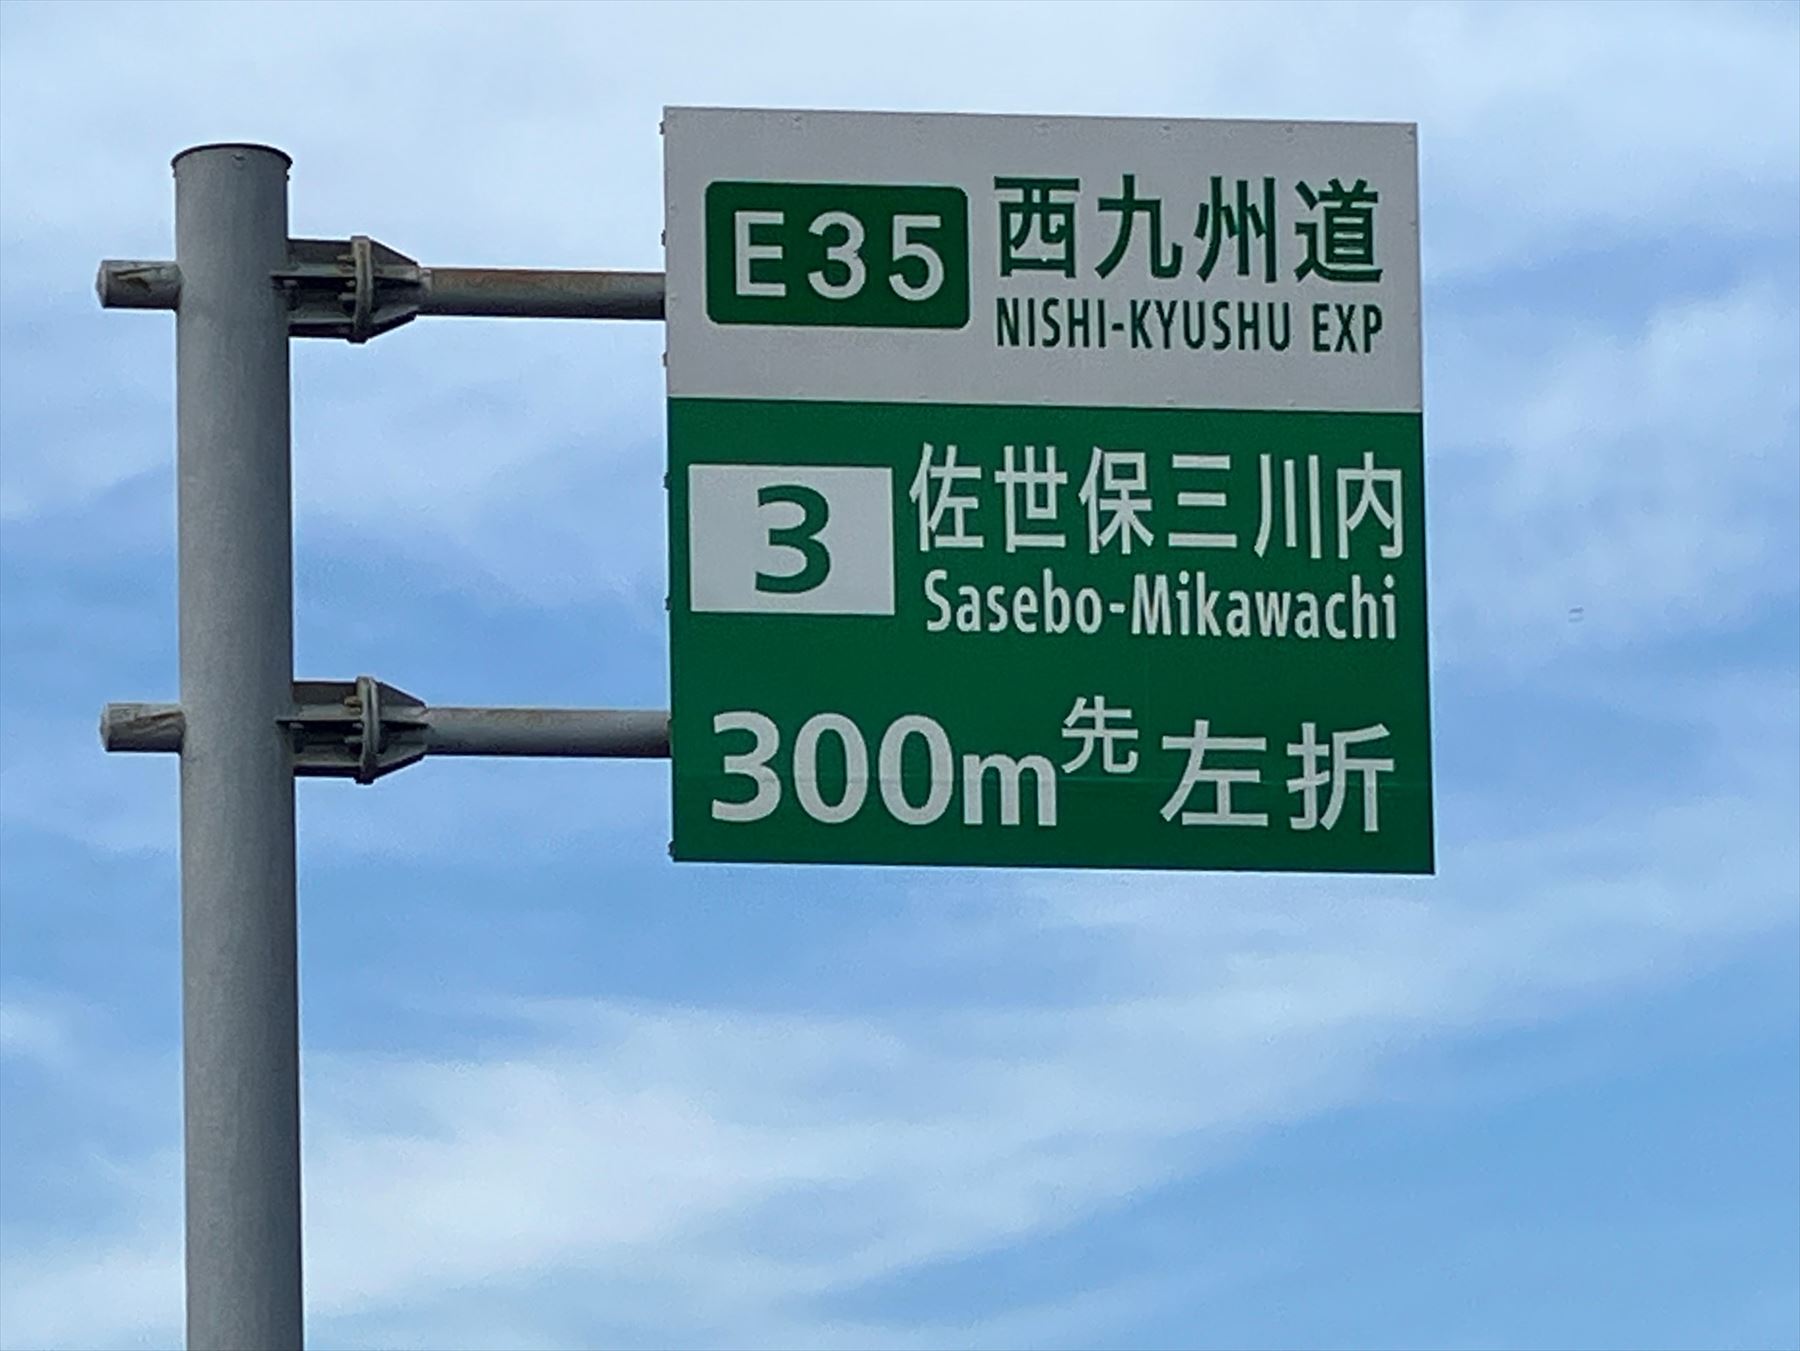 E35 西九州道
NISHI-KYUSHU EXP
3 佐世保三川内
Sasebo-Mikawachi
300m先 左折